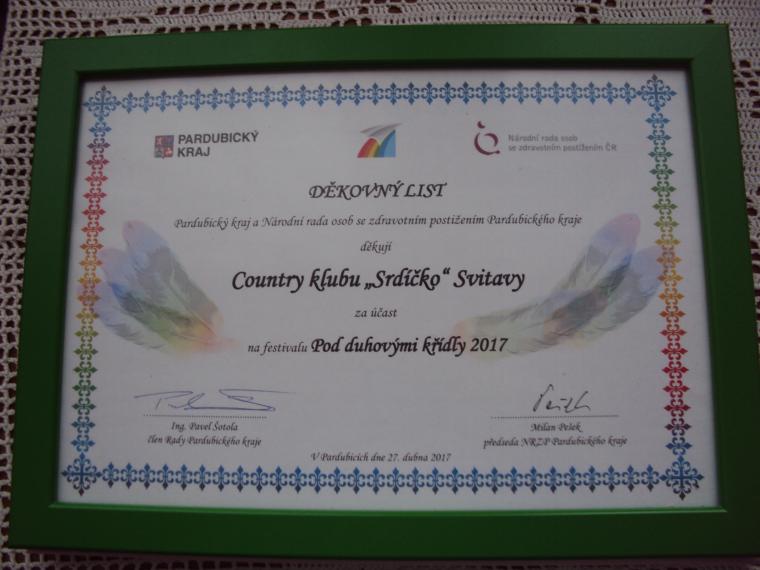 PARDUBICKÝ
KRAJ
Národní rada osob
se zdravotním postižením ČR
DĚKOVNÝ LIST
Pardubický kraj a Národní rada osob se zdravotním postižením Pardubického kraje
děkují
Country klubu „Srdíčko“ Svitavy
za účast
na festivalu Pod duhovými křídly 2017
Ing. Pavel Šotola
člen Rady Pardubického kraje
Milan Pešek
předseda NRZP Pardubického kraje
V Pardubicích dne 27. dubna 2017